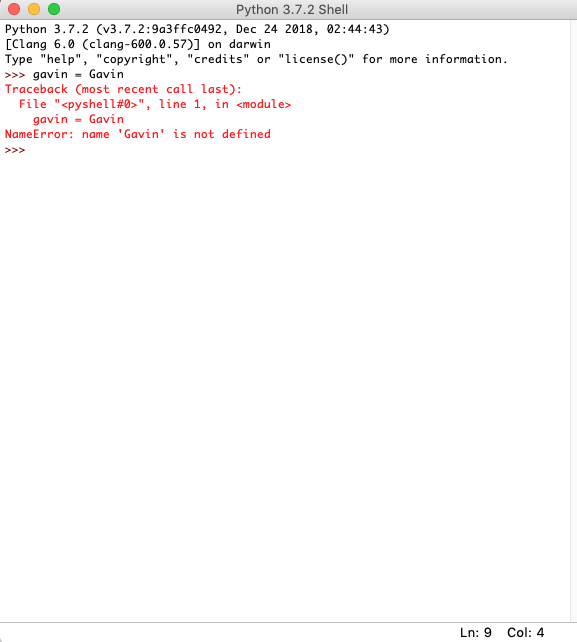 Python 3.7.2 Shell
Python 3.7.2 (v3.7.2:9a3ffc0492, Dec 24 2018, 02:44:43)
[Clang 6.0 (clang-600.0.57)] on darwin
Type "help", "copyright", "credits" or "license()" for more information.
>>> gavin = Gavin
Traceback (most recent call last):
  File "<pyshell#0>", line 1, in <module>
    gavin = Gavin
NameError: name 'Gavin' is not defined
>>>
Ln: 9 Col: 4